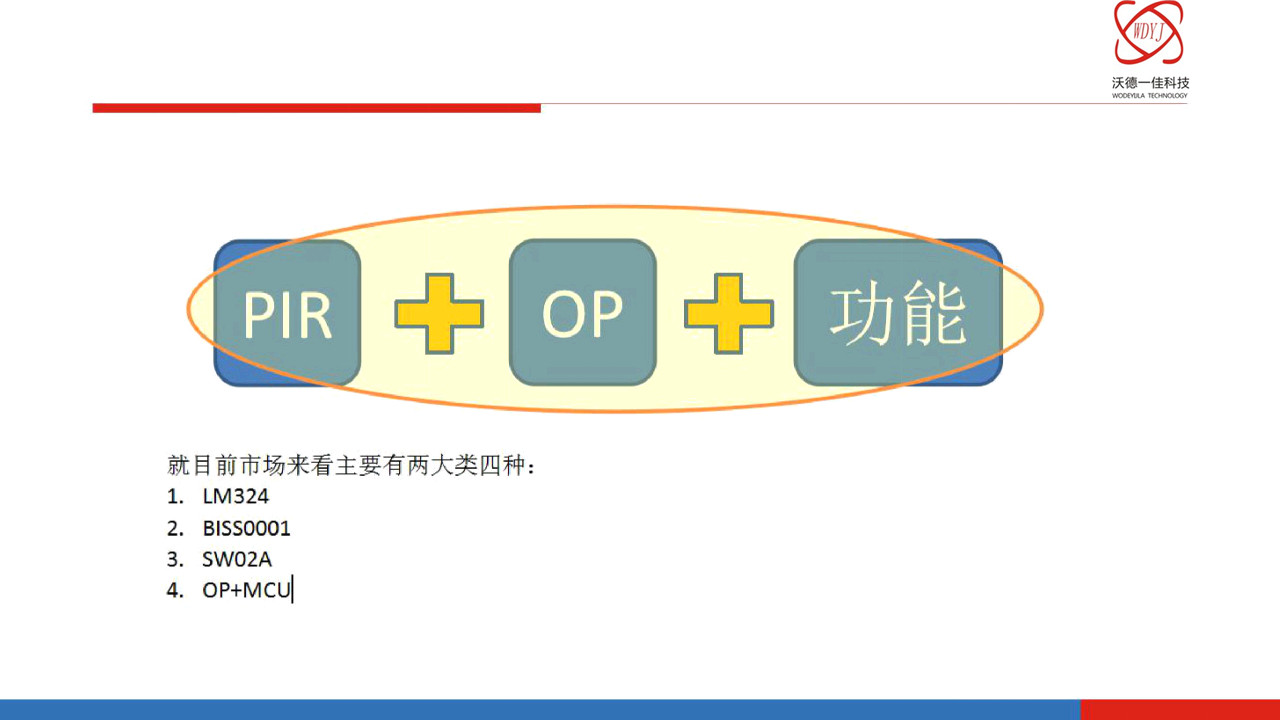 WDYJ
沃德一佳科技
WODEYIJIA TECHNOLOGY
PIR
OP
功能
就目前市场来看主要有两大类四种：
1. LM324
2. BISS0001
3. SW02A
4. OP+MCU